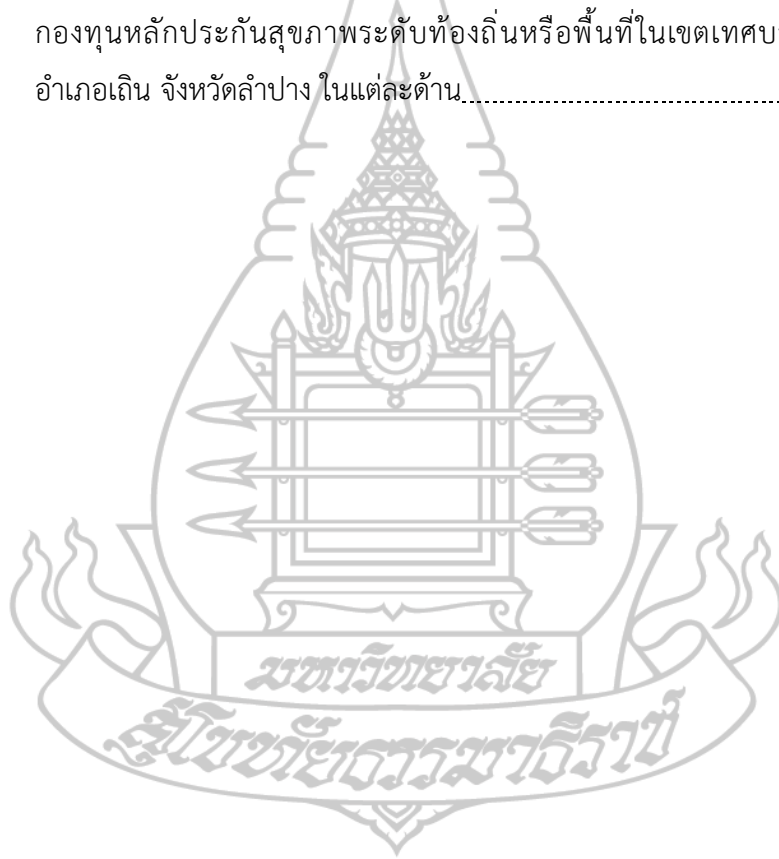 กองทุนหลักประกันสุขภาพระดับท้องถิ่นหรือพื้นที่ในเขตเทศบ
อำเภอเถิน จังหวัดลำปาง ในแต่ละด้าน
มหาวิทยาลัย
สุโขทัยธรรมาธิราช